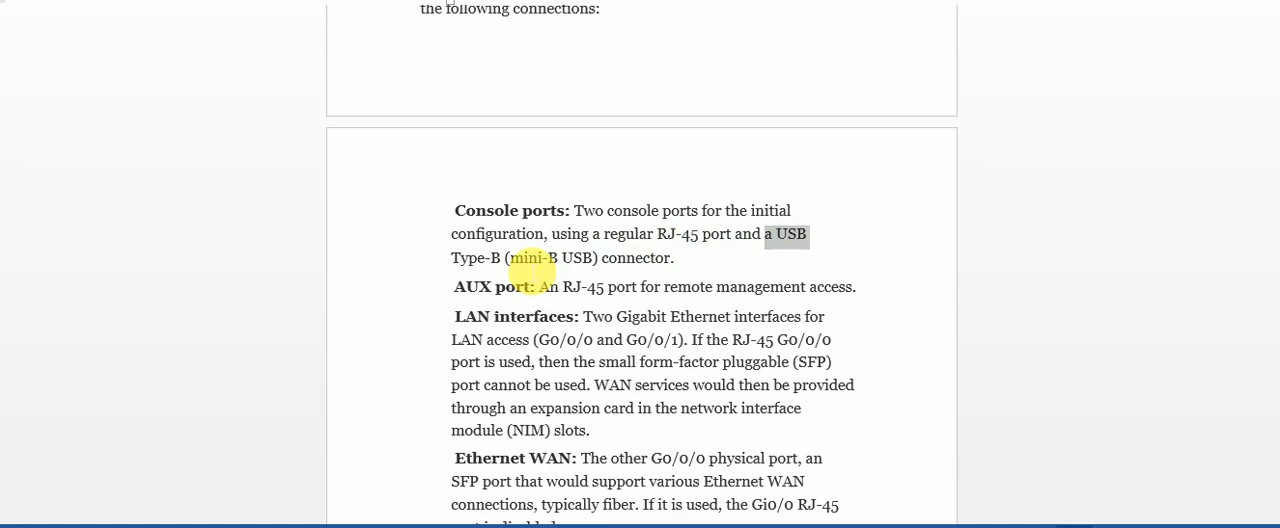 the following connections:
Console ports: Two console ports for the initial
configuration, using a regular RJ-45 port and a USB
Type-B (mini-B USB) connector.
AUX port: An RJ-45 port for remote management access.
LAN interfaces: Two Gigabit Ethernet interfaces for
LAN access (G0/0/0 and G0/0/1). If the RJ-45 G0/0/0
port is used, then the small form-factor pluggable (SFP)
port cannot be used. WAN services would then be provided
through an expansion card in the network interface
module (NIM) slots.
Ethernet WAN: The other G0/0/0 physical port, an
SFP port that would support various Ethernet WAN
connections, typically fiber. If it is used, the Gi0/0 RJ-45